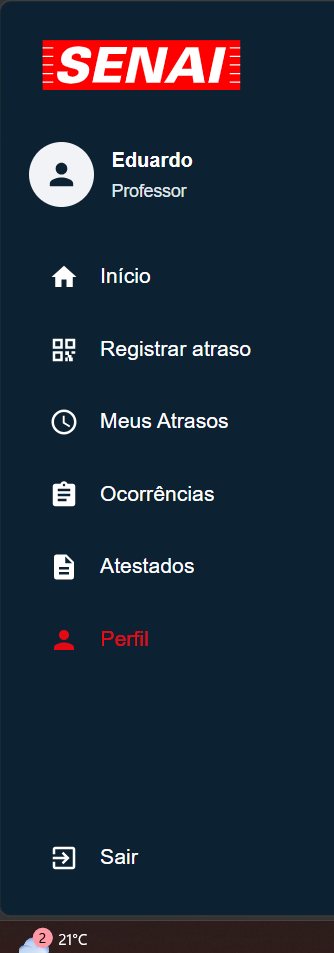 SENAI
Eduardo
Professor
Início
Registrar atraso
Meus Atrasos
Ocorrências
Atestados
Perfil
Sair
2
21°C